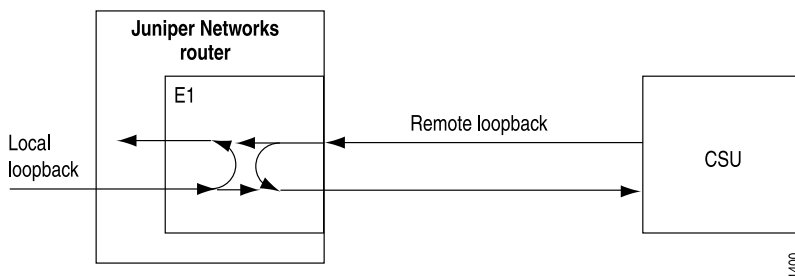 Juniper Networks
router
E1
Local
loopback
Remote loopback
CSU